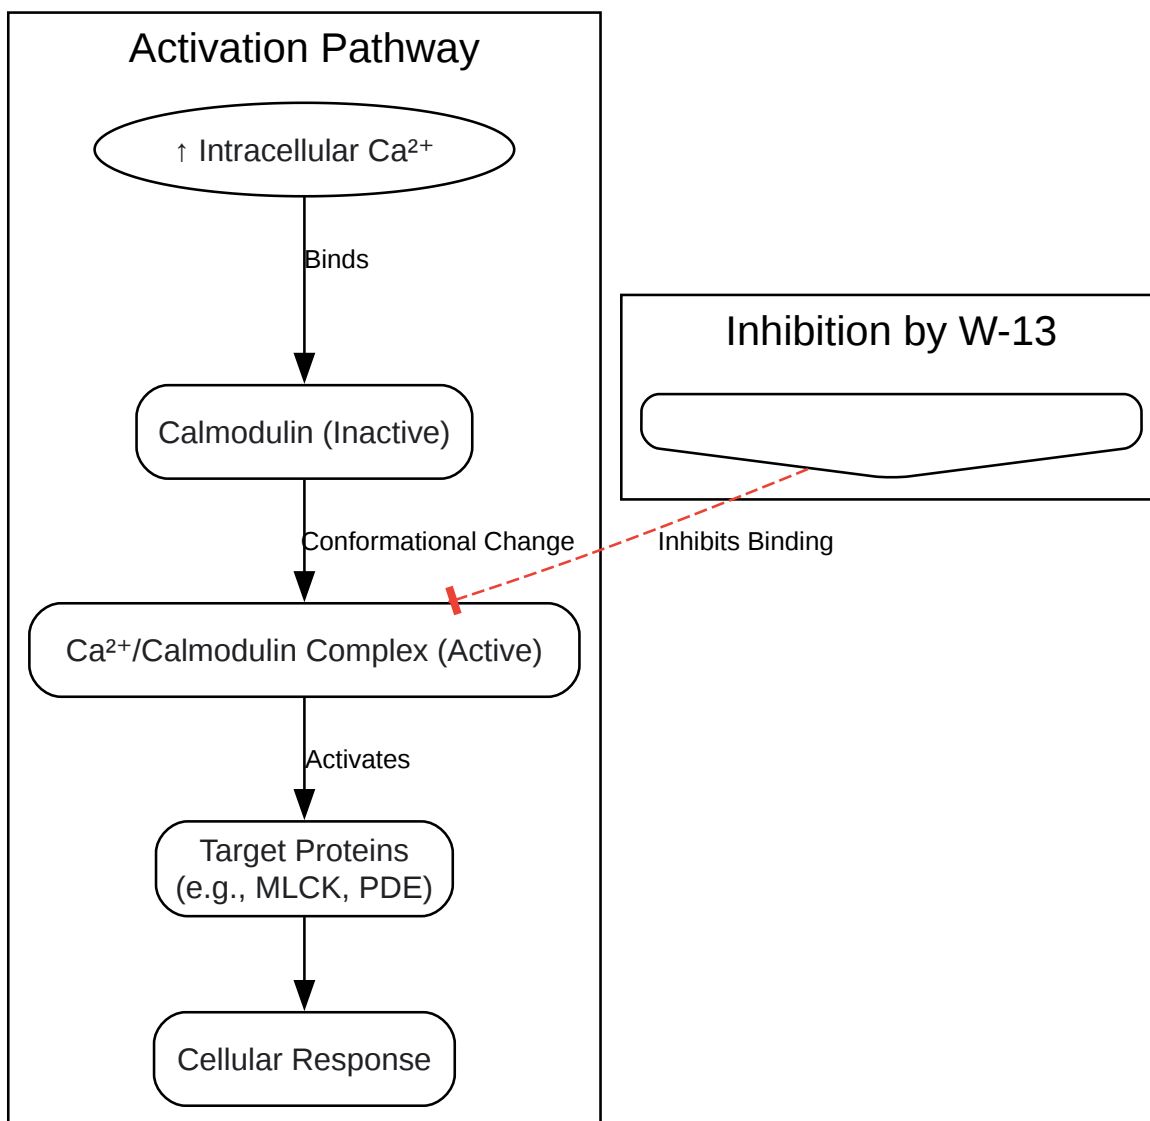 Activation Pathway
↑ Intracellular Ca²⁺
Binds
Inhibition by W-13
Calmodulin (Inactive)
Conformational Change
Inhibits Binding
Ca²⁺/Calmodulin Complex (Active)
Activates
Target Proteins
(e.g., MLCK, PDE)
Cellular Response